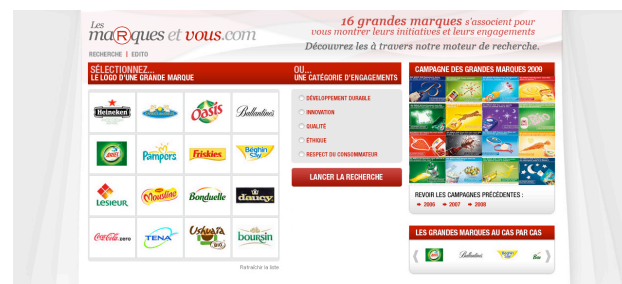 Les
maRques et vous.com
16 grandes marques s'associent pour
vous montrer leurs initiatives et leurs engagements
Découvrez les à travers notre moteur de recherche.
RECHERCHE | EDITO
SÉLECTIONNEZ...
LE LOGO D'UNE GRANDE MARQUE
Heineken
Oasis
Ballantine's
Pampers
Friskies
Béghin
Say
LESIEUR
Mousline
Bonduelle
daucy
Coca-Cola zero
TENA
Ushuaïa
BIO
boursin
Rafraîchir la liste
OU...
UNE CATÉGORIE D'ENGAGEMENTS
DÉVELOPPEMENT DURABLE
INNOVATION
QUALITÉ
ÉTHIQUE
RESPECT DU CONSOMMATEUR
LANCER LA RECHERCHE
CAMPAGNE DES GRANDES MARQUES 2009
REVOIR LES CAMPAGNES PRÉCÉDENTES :
2006 2007 2008
LES GRANDES MARQUES AU CAS PAR CAS
Ballantine's